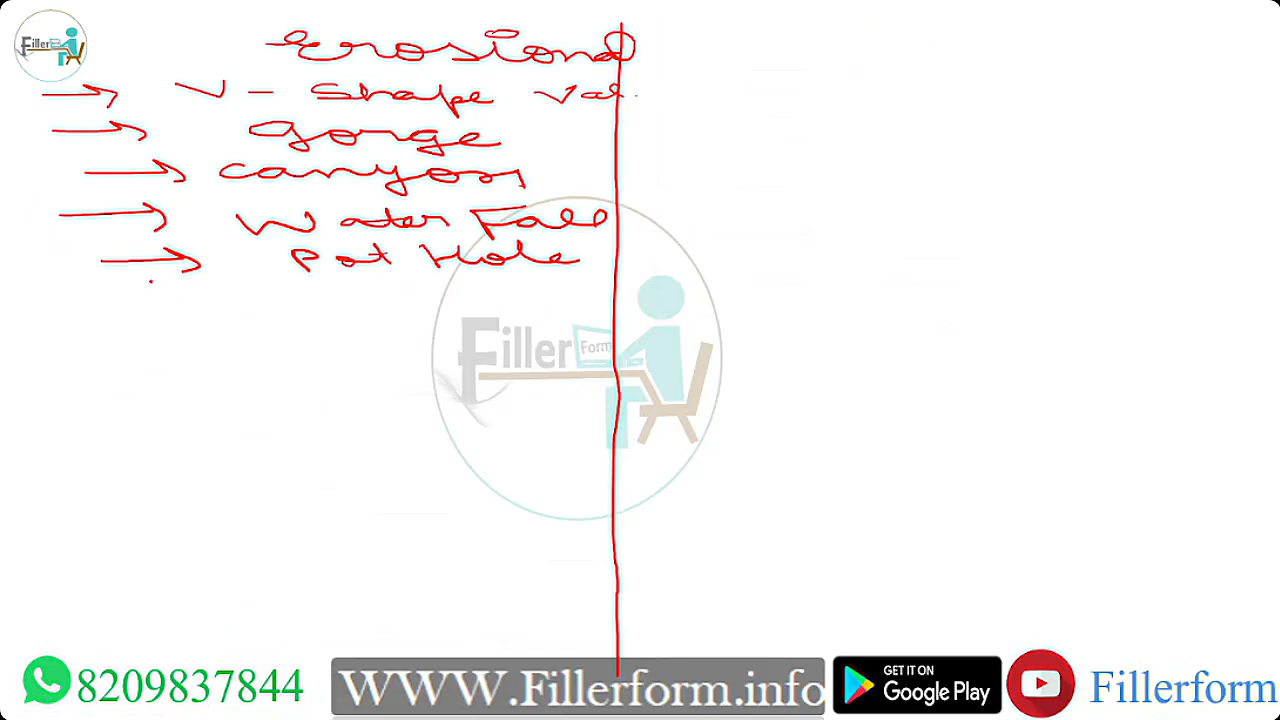 Filler
Erosional
→ V - Shape Val.
→ Gorge
→ Canyon
→ Water Fall
→ Pot Hole
Filler Form
8209837844
WWW.Fillerform.info
GET IT ON
Google Play
Fillerform